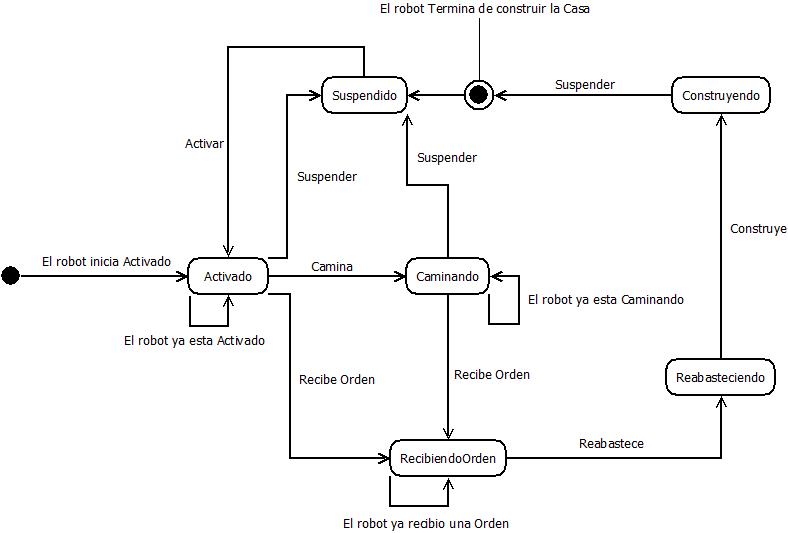 El robot Termina de construir la Casa
Suspendido
Suspender
Construyendo
Activar
Suspender
Suspender
Construye
El robot inicia Activado
Activado
Camina
Caminando
El robot ya esta Caminando
El robot ya esta Activado
Recibe Orden
Recibe Orden
Reabasteciendo
RecibiendoOrden
Reabastece
El robot ya recibio una Orden